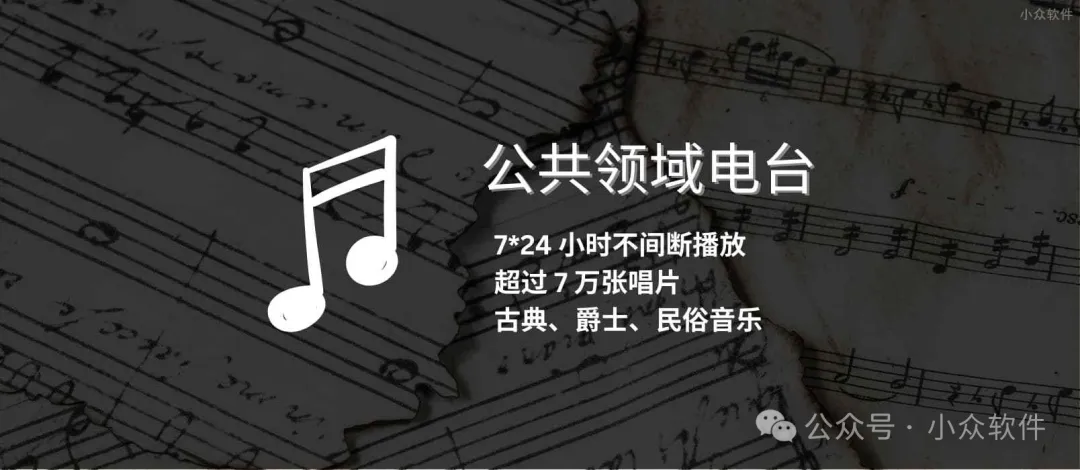 小众软件
公共领域电台
7*24 小时不间断播放
超过 7 万张唱片
古典、爵士、民俗音乐
公众号 · 小众软件